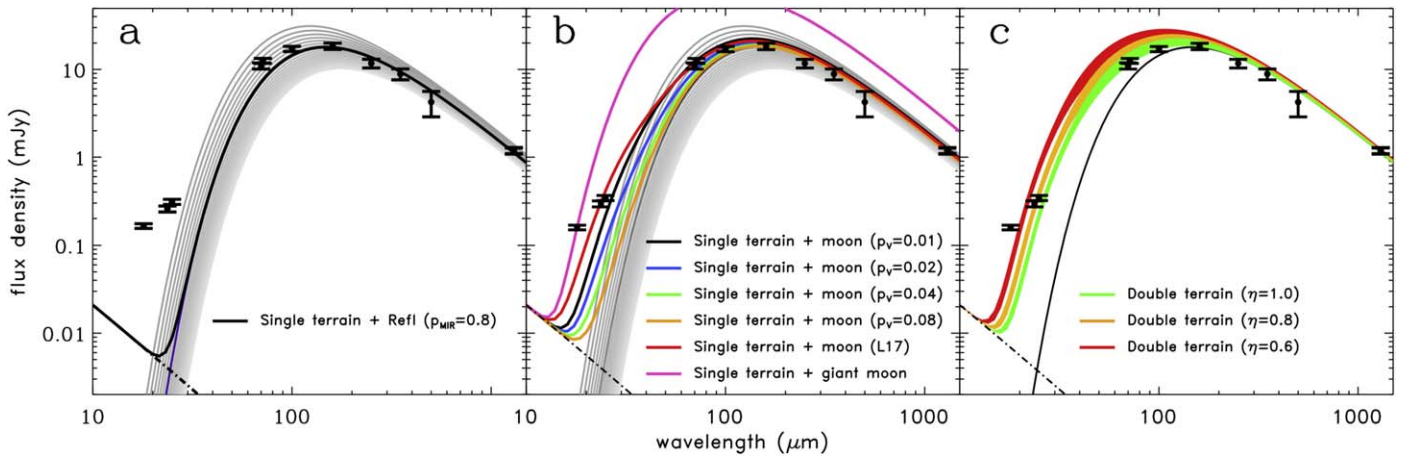 a
b
c
flux density (mJy)
10
1
0.1
0.01
Single terrain + Refl (pMIR=0.8)
Single terrain + moon (pv=0.01)
Single terrain + moon (pv=0.02)
Single terrain + moon (pv=0.04)
Single terrain + moon (pv=0.08)
Single terrain + moon (L17)
Single terrain + giant moon
Double terrain (η=1.0)
Double terrain (η=0.8)
Double terrain (η=0.6)
10
100
10
100
1000
100
1000
wavelength (μm)